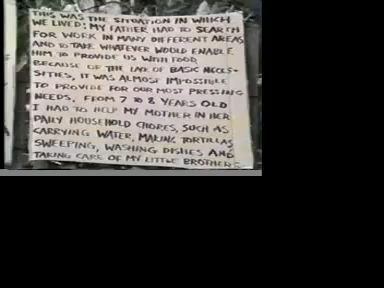 THIS WAS THE SITUATION IN WHICH
WE LIVED: MY FATHER HAD TO SEARCH
FOR WORK IN MANY DIFFERENT AREAS
AND TO TAKE WHATEVER WOULD ENABLE
HIM TO PROVIDE US WITH FOOD.
BECAUSE OF THE LACK OF BASIC NECES-
SITIES, IT WAS ALMOST IMPOSSIBLE
TO PROVIDE FOR OUR MOST PRESSING
NEEDS. FROM 7 TO 8 YEARS OLD
I HAD TO HELP MY MOTHER IN HER
DAILY HOUSEHOLD CHORES, SUCH AS
CARRYING WATER, MAKING TORTILLAS,
SWEEPING, WASHING DISHES AND
TAKING CARE OF MY LITTLE BROTHERS